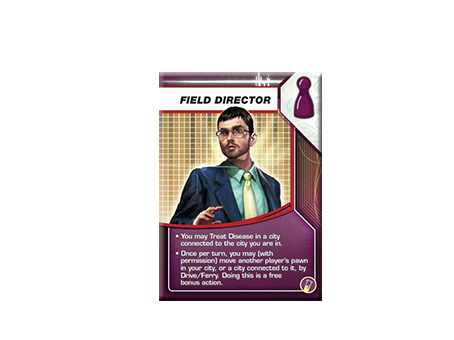 FIELD DIRECTOR
• You may Treat Disease in a city
connected to the city you are in.
• Once per turn, you may (with
permission) move another player's pawn
in your city, or a city connected to it, by
Drive/Ferry. Doing this is a free
bonus action.